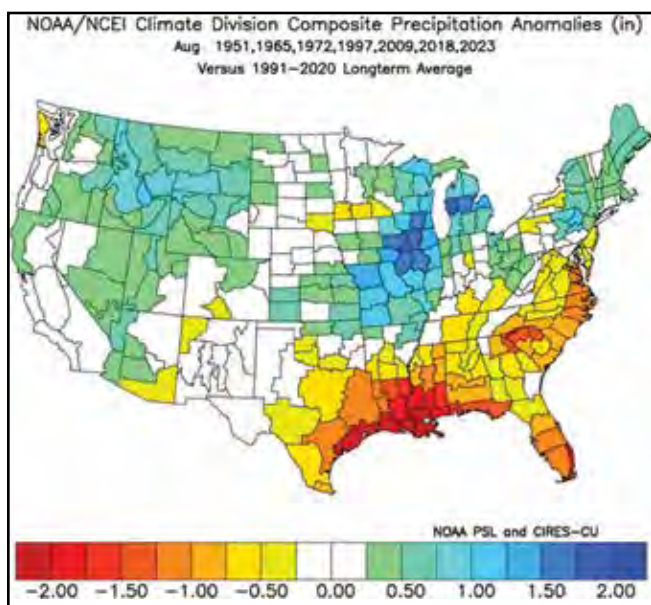 NOAA/NCEI Climate Division Composite Precipitation Anomalies (in)
Aug 1951,1965,1972,1997,2009,2018,2023
Versus 1991–2020 Longterm Average
NOAA PSL and CIRES-CU
−2.00 −1.50 −1.00 −0.50 0.00 0.50 1.00 1.50 2.00